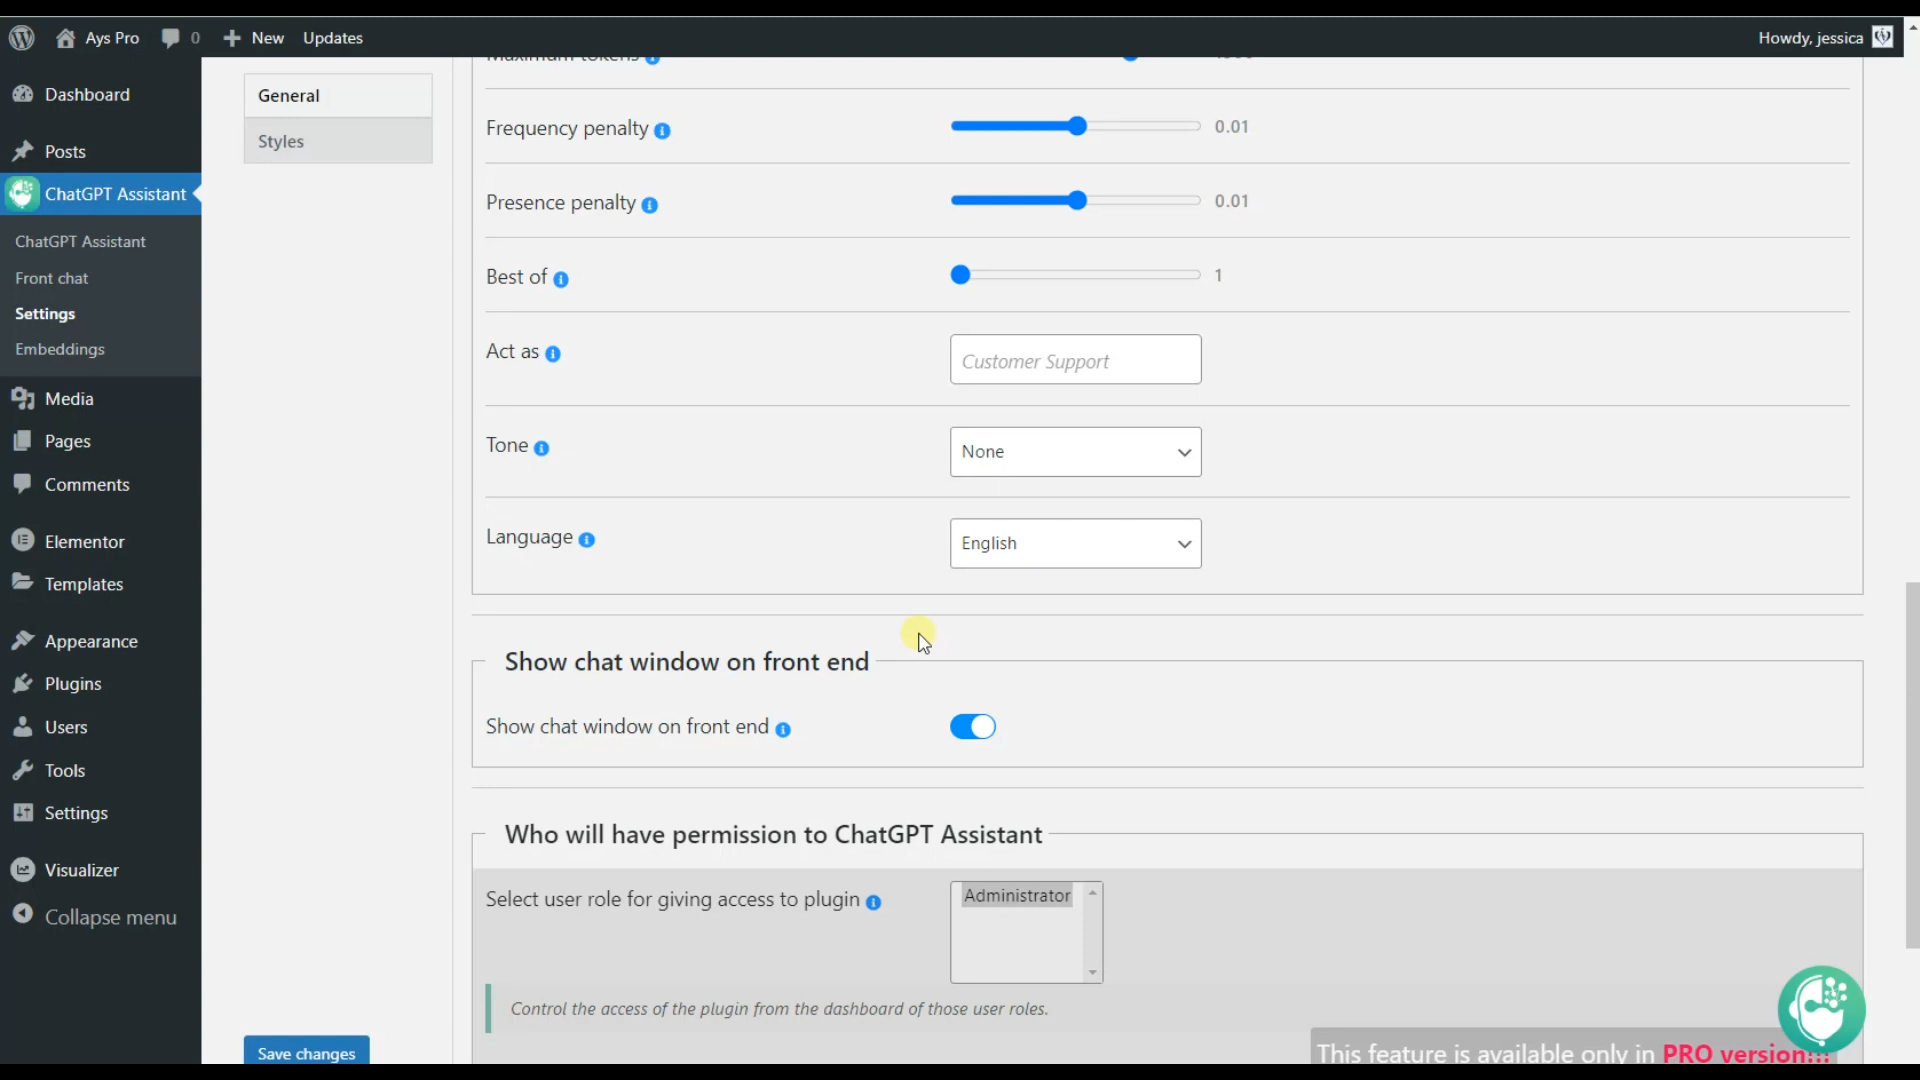 Ays Pro
0
New
Updates
Howdy, jessica
Dashboard
Posts
ChatGPT Assistant
ChatGPT Assistant
Front chat
Settings
Embeddings
Media
Pages
Comments
Elementor
Templates
Appearance
Plugins
Users
Tools
Settings
Visualizer
Collapse menu
General
Styles
Save changes
Maximum tokens
Frequency penalty
0.01
Presence penalty
0.01
Best of
1
Act as
Customer Support
Tone
None
Language
English
Show chat window on front end
Show chat window on front end
Who will have permission to ChatGPT Assistant
Select user role for giving access to plugin
Administrator
Control the access of the plugin from the dashboard of those user roles.
This feature is available only in PRO version!!!